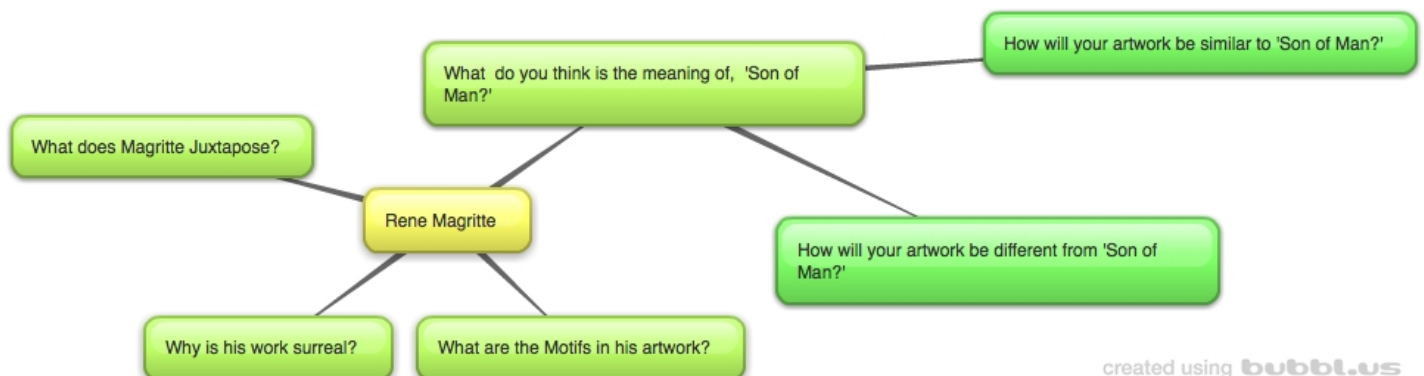 How will your artwork be similar to 'Son of Man?'
What do you think is the meaning of, 'Son of
Man?'
What does Magritte Juxtapose?
Rene Magritte
How will your artwork be different from 'Son of
Man?'
Why is his work surreal?
What are the Motifs in his artwork?
created using bubbl.us